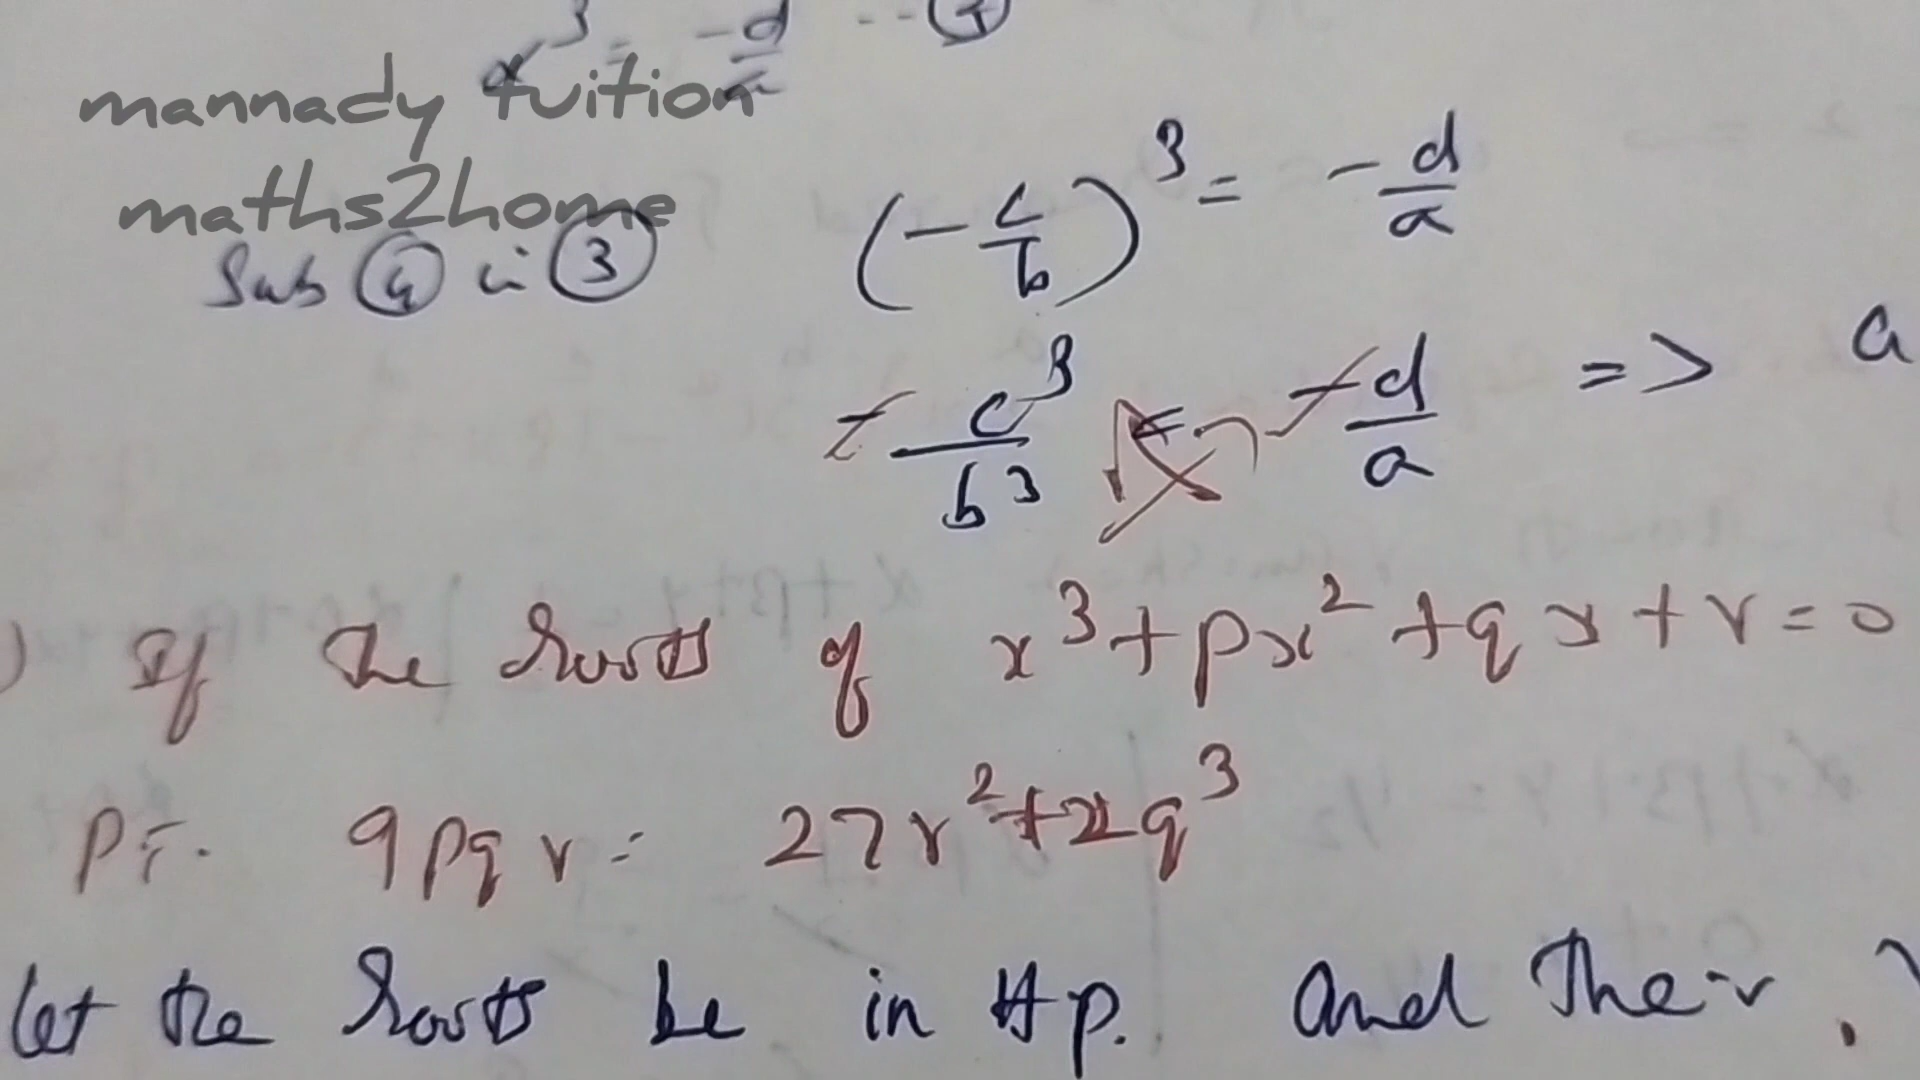 α³ = -d/a -- 
mannady tuition
maths2home
Sub ④ in ③ (-c/b)³ = -d/a
- c³/b³ = -d/a => a
) If the roots of x³+px²+qx+r=0
PT. 9pqr = 27r²+2q³
let the roots be in Hp. and their